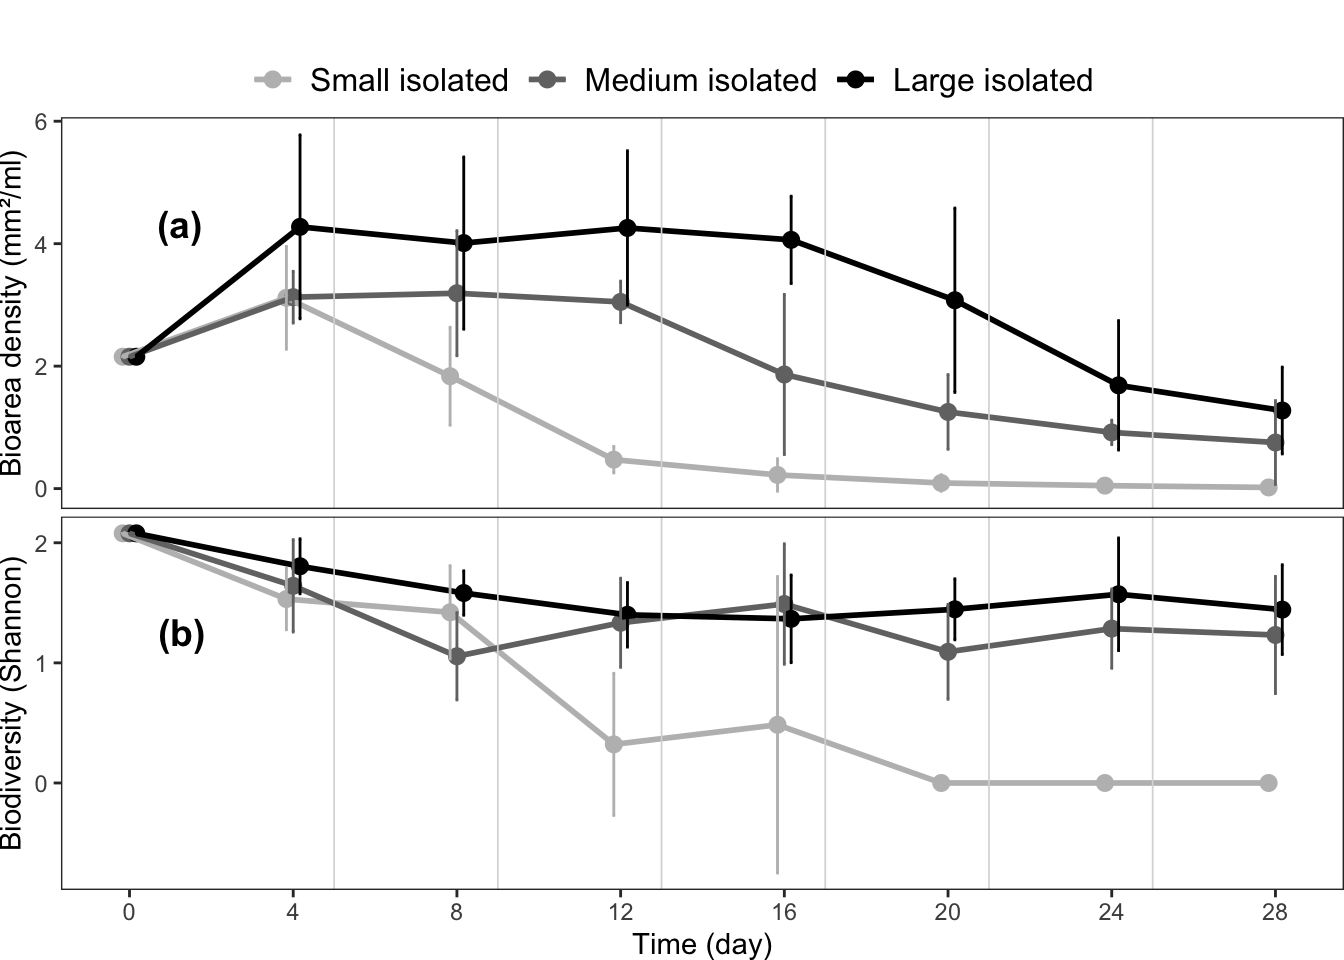 Small isolated Medium isolated Large isolated
Bioarea density (mm²/ml)
6
4
2
0
(a)
Biodiversity (Shannon)
2
1
0
(b)
0 4 8 12 16 20 24 28
Time (day)